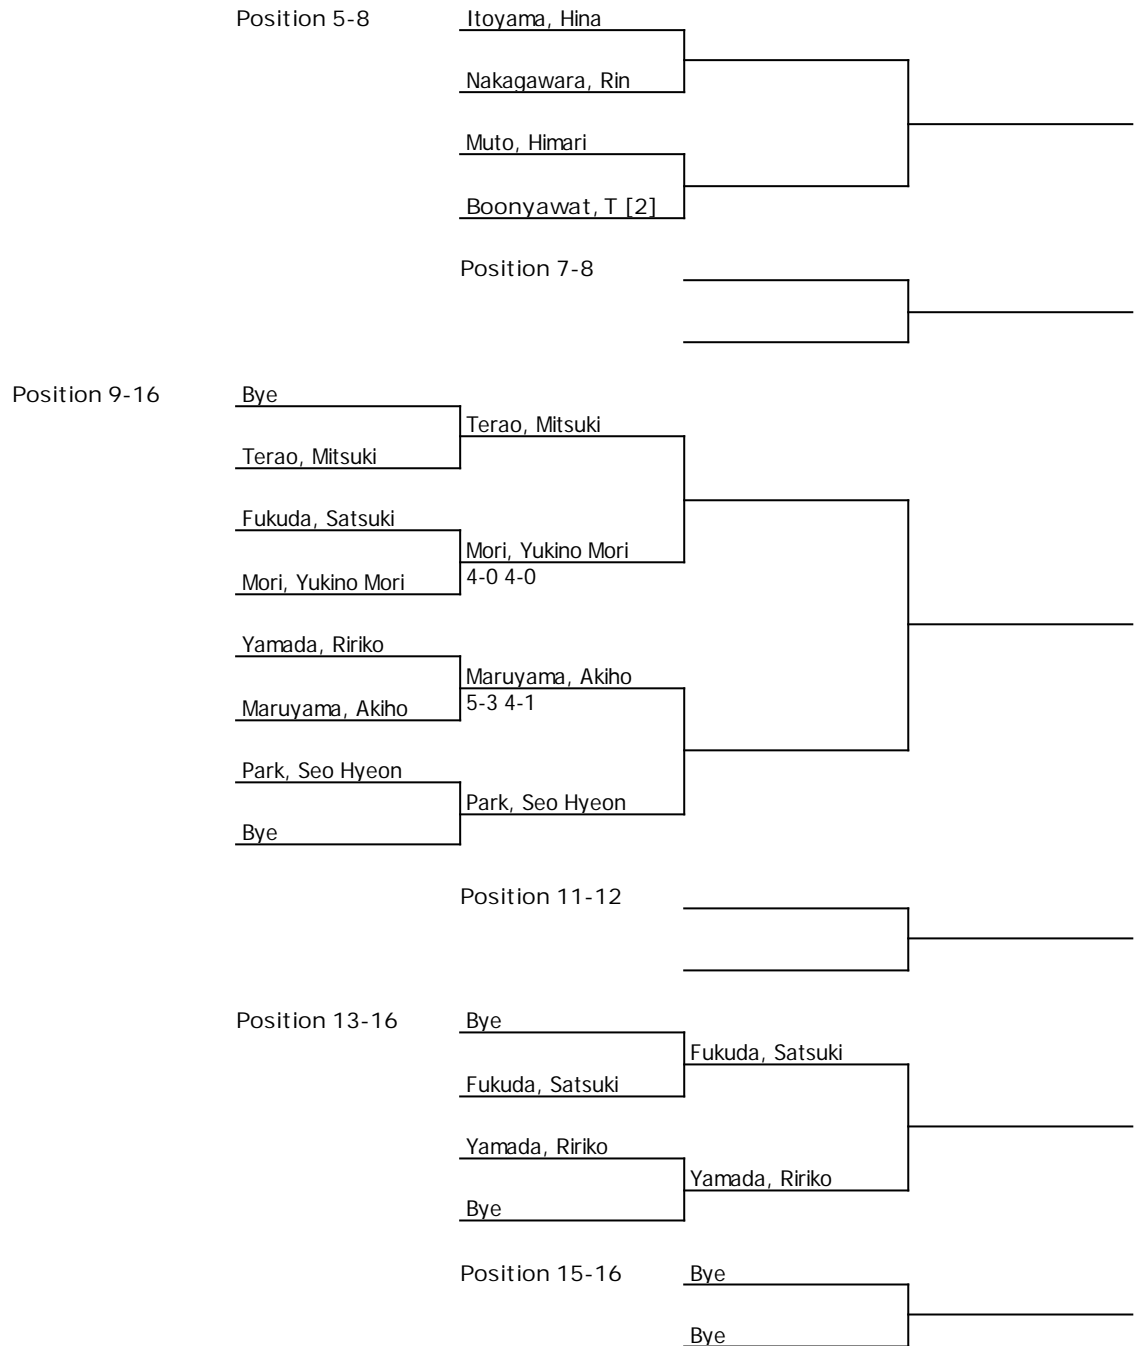 Position 5-8
Itoyama, Hina
Nakagawara, Rin
Muto, Himari
Boonyawat, T [2]
Position 7-8
Position 9-16
Bye
Terao, Mitsuki
Terao, Mitsuki
Fukuda, Satsuki
Mori, Yukino Mori
4-0 4-0
Mori, Yukino Mori
Yamada, Ririko
Maruyama, Akiho
5-3 4-1
Maruyama, Akiho
Park, Seo Hyeon
Park, Seo Hyeon
Bye
Position 11-12
Position 13-16
Bye
Fukuda, Satsuki
Fukuda, Satsuki
Yamada, Ririko
Yamada, Ririko
Bye
Position 15-16
Bye
Bye